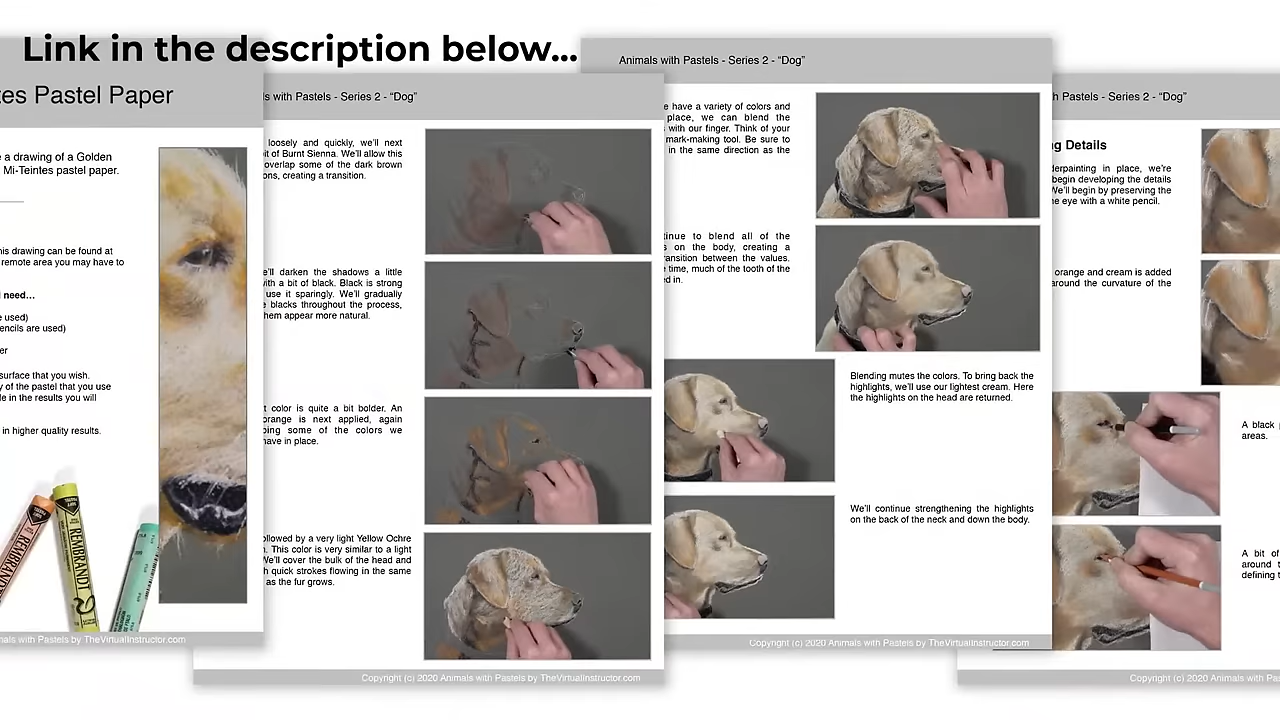 Link in the description below...
tes Pastel Paper
e a drawing of a Golden
Mi-Teintes pastel paper.
his drawing can be found at
remote area you may have to
l need…
e used)
encils are used)
er
surface that you wish.
y of the pastel that you use
de in the results you will
in higher quality results.
REMBRANDT
REMBRANDT
mals with Pastels by TheVirtualInstructor.com
ls with Pastels - Series 2 - “Dog”
loosely and quickly, we'll next
bit of Burnt Sienna. We'll allow this
overlap some of the dark brown
ons, creating a transition.
e'll darken the shadows a little
with a bit of black. Black is strong
use it sparingly. We'll gradually
e blacks throughout the process,
hem appear more natural.
t color is quite a bit bolder. An
orange is next applied, again
ping some of the colors we
have in place.
ollowed by a very light Yellow Ochre
n. This color is very similar to a light
We'll cover the bulk of the head and
h quick strokes flowing in the same
as the fur grows.
Copyright (c) 2020 Animals with Pastels by TheVirtualInstructor.com
Animals with Pastels - Series 2 - “Dog”
e have a variety of colors and
place, we can blend the
with our finger. Think of your
mark-making tool. Be sure to
in the same direction as the
tinue to blend all of the
s on the body, creating a
ransition between the values.
e time, much of the tooth of the
ed in.
Blending mutes the colors. To bring back the
highlights, we'll use our lightest cream. Here
the highlights on the head are returned.
We'll continue strengthening the highlights
on the back of the neck and down the body.
Copyright (c) 2020 Animals with Pastels by TheVirtualInstructor.com
h Pastels - Series 2 - “Dog”
ng Details
derpainting in place, we're
begin developing the details
We'll begin by preserving the
he eye with a white pencil.
orange and cream is added
around the curvature of the
A black p
areas.
A bit of
around t
defining t
Copyright (c) 2020 Animals with Pastels by